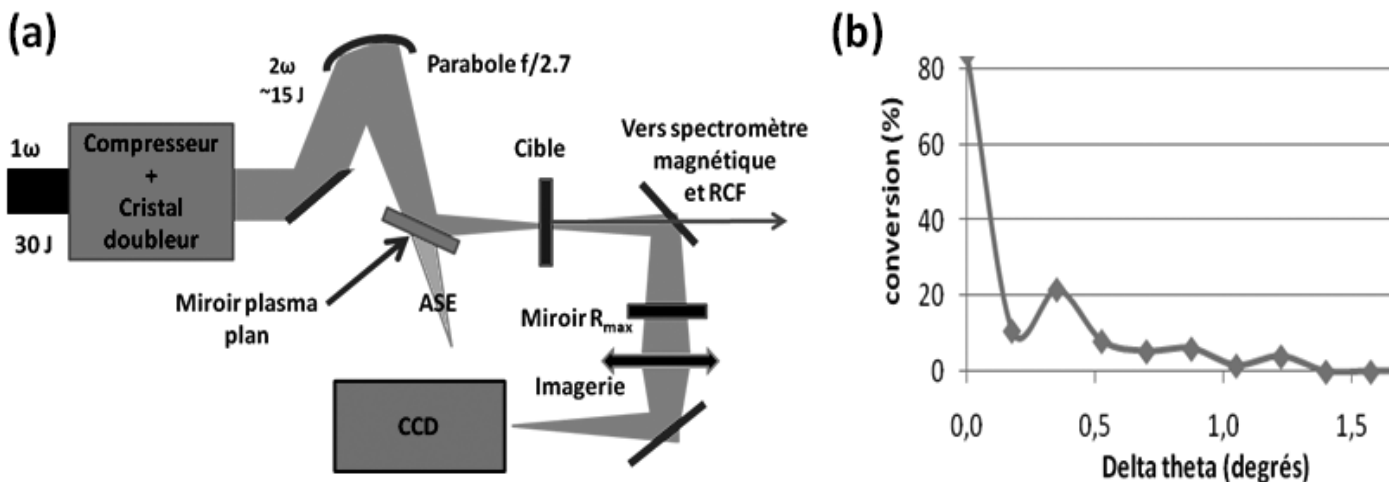 (a)
2ω
~15 J
Parabole f/2.7
1ω
30 J
Compresseur
+
Cristal
doubleur
Cible
Vers spectromètre
magnétique
et RCF
Miroir plasma
plan
ASE
Miroir Rmax
Imagerie
CCD
(b)
conversion (%)
80
60
40
20
0
0,0
0,5
1,0
1,5
Delta theta (degrés)